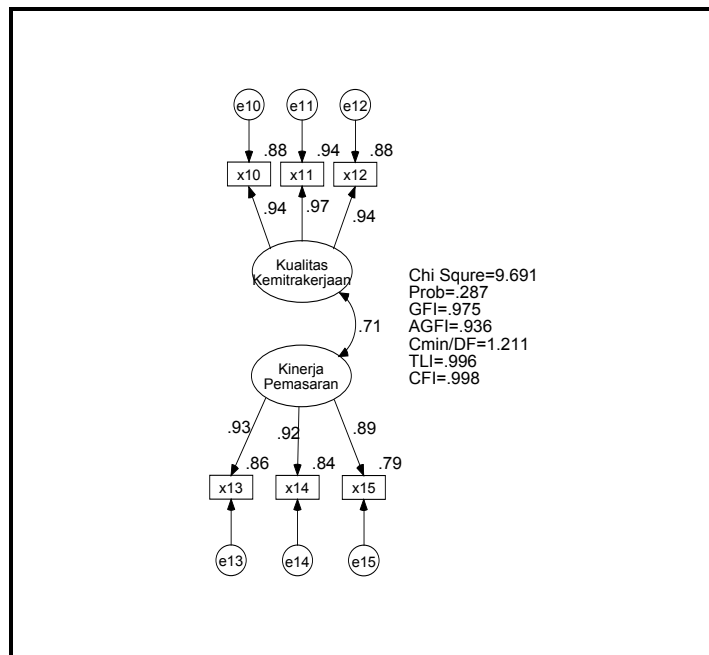 e10 e11 e12
.88 .94 .88
x10 x11 x12
.94 .97 .94
Kualitas
Kemitrakerjaan
Chi Squre=9.691
Prob=.287
GFI=.975
AGFI=.936
Cmin/DF=1.211
TLI=.996
CFI=.998
.71
Kinerja
Pemasaran
.93 .92 .89
.86 .84 .79
x13 x14 x15
e13 e14 e15